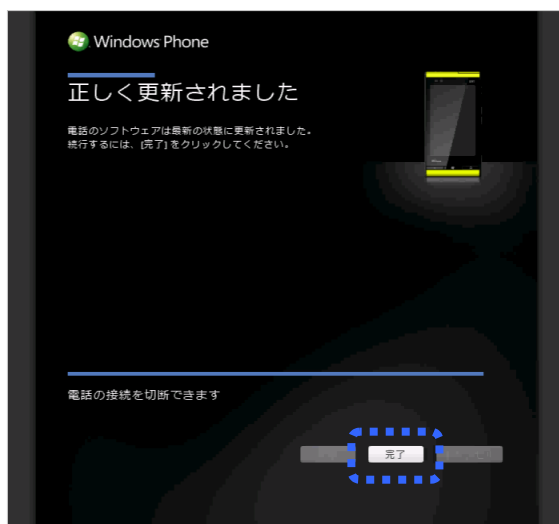 Windows Phone
正しく更新されました
電話のソフトウェアは最新の状態に更新されました。
続行するには、[完了] をクリックしてください。
電話の接続を切断できます
完了